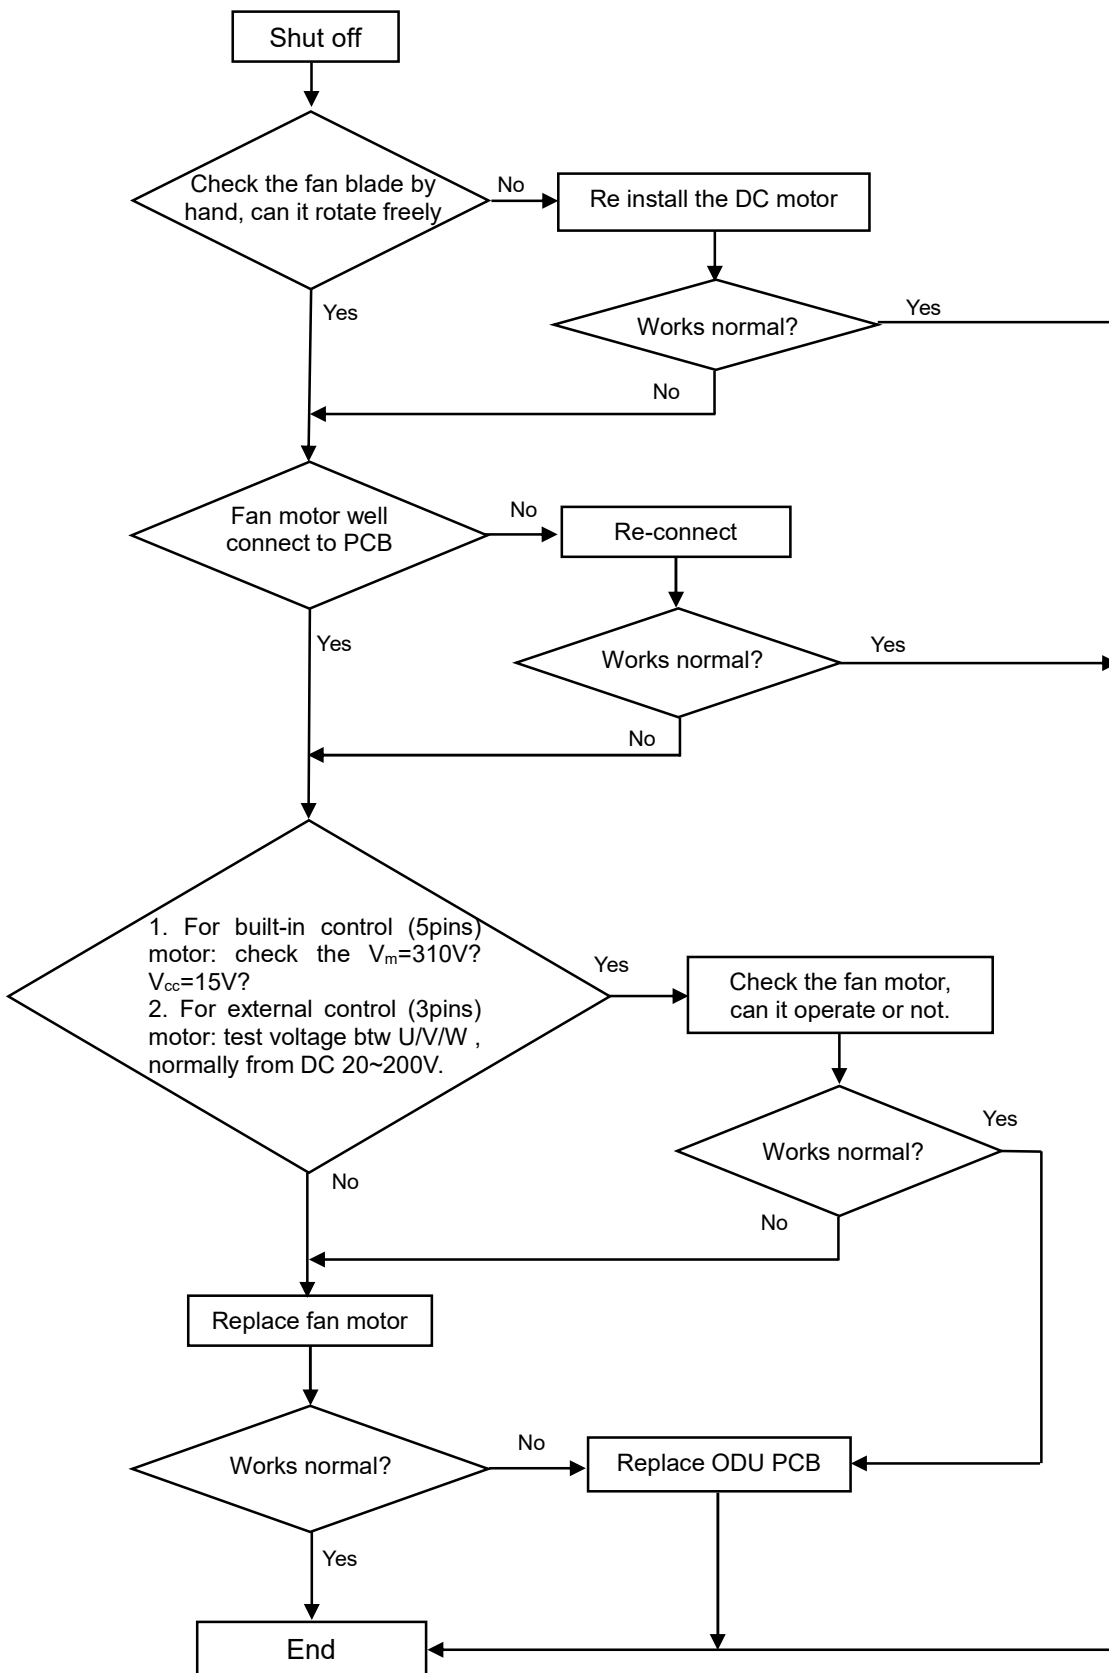 Shut off
Check the fan blade by
hand, can it rotate freely
No
Re install the DC motor
Yes
Works normal?
Yes
No
Fan motor well
connect to PCB
No
Re-connect
Yes
Works normal?
Yes
No
1. For built-in control (5pins)
motor: check the Vm=310V?
Vcc=15V?
2. For external control (3pins)
motor: test voltage btw U/V/W ,
normally from DC 20~200V.
Yes
Check the fan motor,
can it operate or not.
No
Works normal?
Yes
No
Replace fan motor
Works normal?
No
Replace ODU PCB
Yes
End